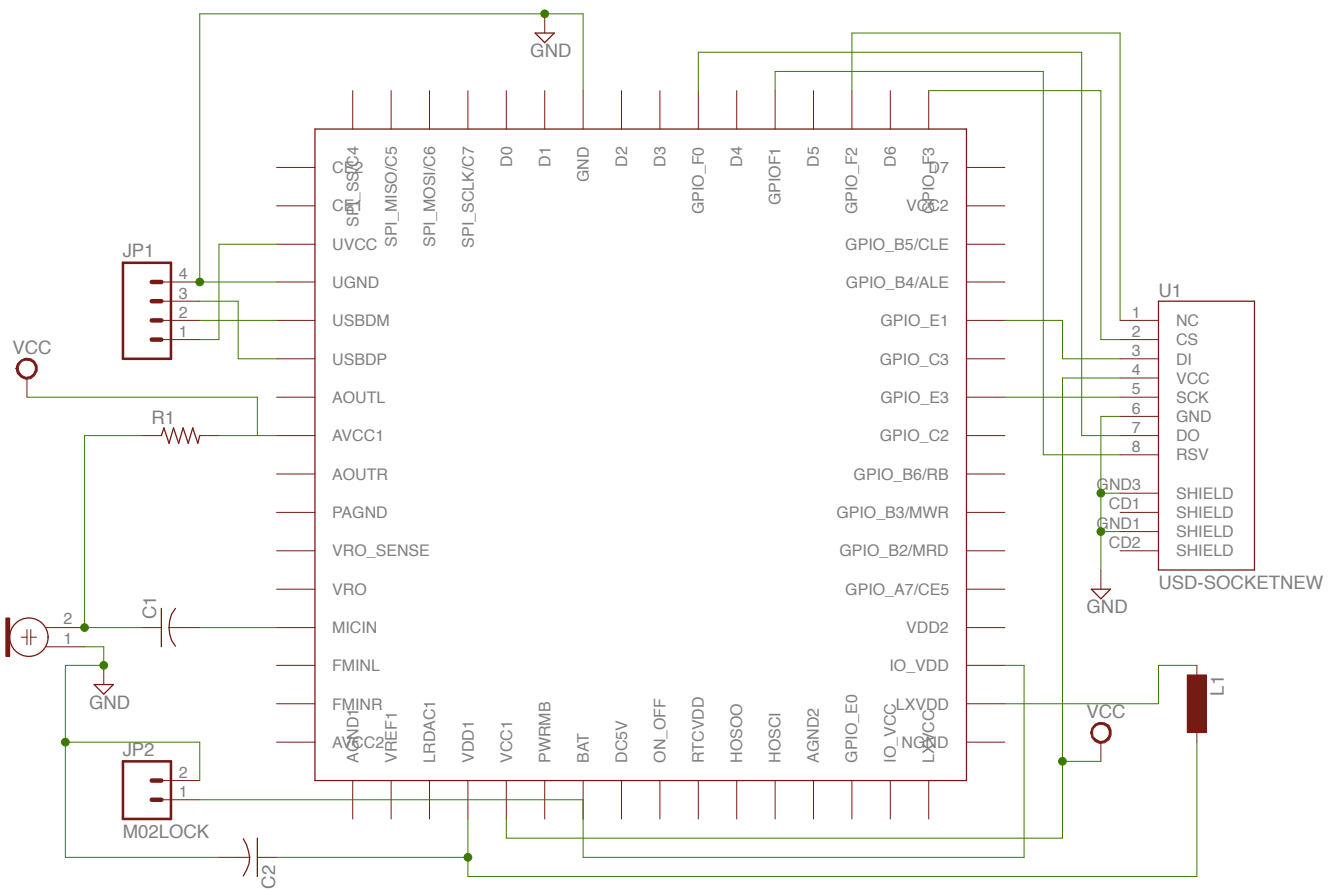 GND
SPI_SS/C4
SPI_MISO/C5
SPI_MOSI/C6
SPI_SCLK/C7
D0
D1
GND
D2
D3
GPIO_F0
D4
GPIOF1
D5
GPIO_F2
D6
GPIO_F3
CE2
CE1
UVCC
UGND
USBDM
USBDP
AOUTL
AVCC1
AOUTR
PAGND
VRO_SENSE
VRO
MICIN
FMINL
FMINR
AVCC2
D7
VCC2
GPIO_B5/CLE
GPIO_B4/ALE
GPIO_E1
GPIO_C3
GPIO_E3
GPIO_C2
GPIO_B6/RB
GPIO_B3/MWR
GPIO_B2/MRD
GPIO_A7/CE5
VDD2
IO_VDD
LXVDD
NGND
AGND1
VREF1
LRDAC1
VDD1
VCC1
PWRMB
BAT
DC5V
ON_OFF
RTCVDD
HOSOO
HOSCI
AGND2
GPIO_E0
IO_VCC
LXVCC
JP1
4
3
2
1
VCC
R1
C1
2
1
GND
JP2
2
1
M02LOCK
C2
U1
1 NC
2 CS
3 DI
4 VCC
5 SCK
6 GND
7 DO
8 RSV
GND3 SHIELD
CD1 SHIELD
GND1 SHIELD
CD2 SHIELD
USD-SOCKETNEW
GND
L1
VCC